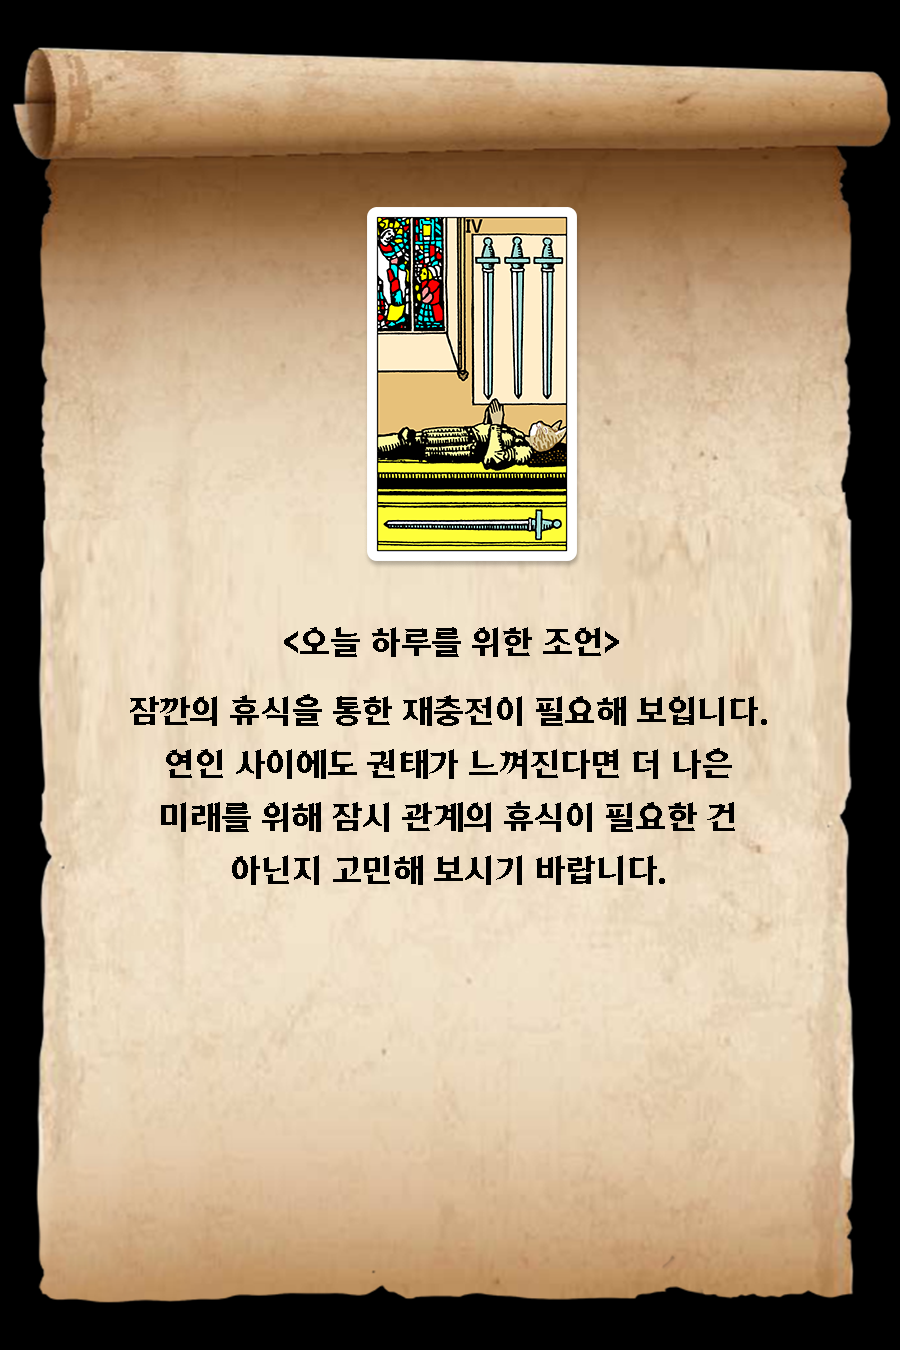 IV
<오늘 하루를 위한 조언>
잠깐의 휴식을 통한 재충전이 필요해 보입니다.
연인 사이에도 권태가 느껴진다면 더 나은
미래를 위해 잠시 관계의 휴식이 필요한 건
아닌지 고민해 보시기 바랍니다.